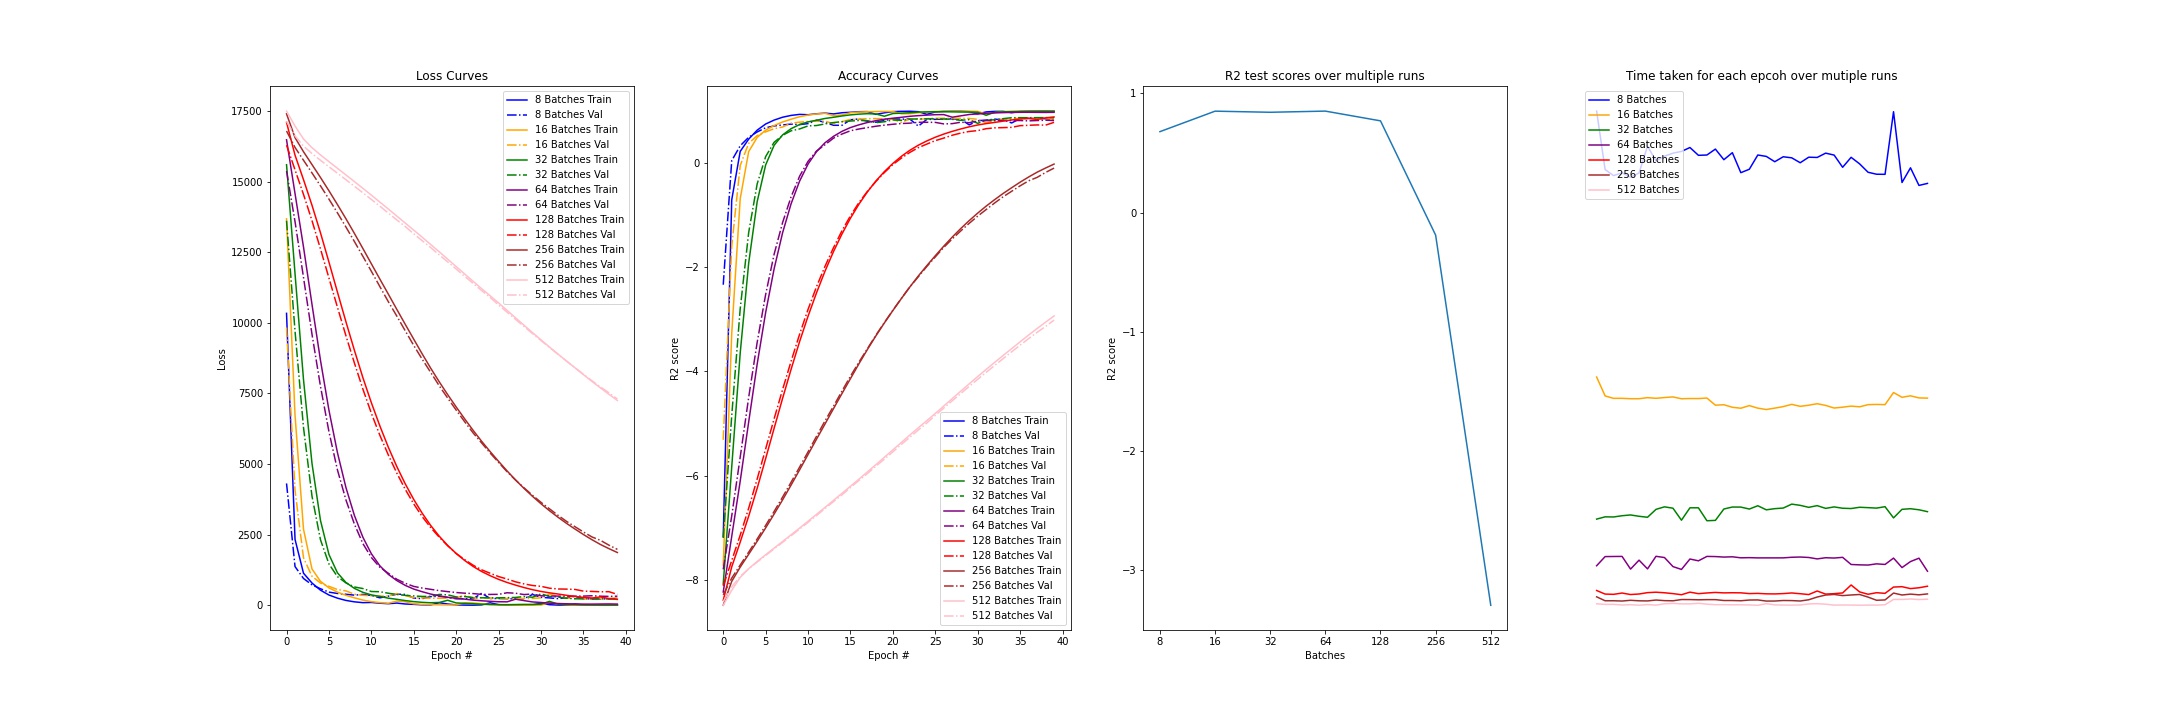 Loss Curves
17500
15000
12500
10000
7500
5000
2500
0
Loss
0 5 10 15 20 25 30 35 40
Epoch #
8 Batches Train
8 Batches Val
16 Batches Train
16 Batches Val
32 Batches Train
32 Batches Val
64 Batches Train
64 Batches Val
128 Batches Train
128 Batches Val
256 Batches Train
256 Batches Val
512 Batches Train
512 Batches Val
Accuracy Curves
0
−2
−4
−6
−8
R2 score
0 5 10 15 20 25 30 35 40
Epoch #
8 Batches Train
8 Batches Val
16 Batches Train
16 Batches Val
32 Batches Train
32 Batches Val
64 Batches Train
64 Batches Val
128 Batches Train
128 Batches Val
256 Batches Train
256 Batches Val
512 Batches Train
512 Batches Val
R2 test scores over multiple runs
1
0
−1
−2
−3
R2 score
8 16 32 64 128 256 512
Batches
Time taken for each epcoh over mutiple runs
8 Batches
16 Batches
32 Batches
64 Batches
128 Batches
256 Batches
512 Batches